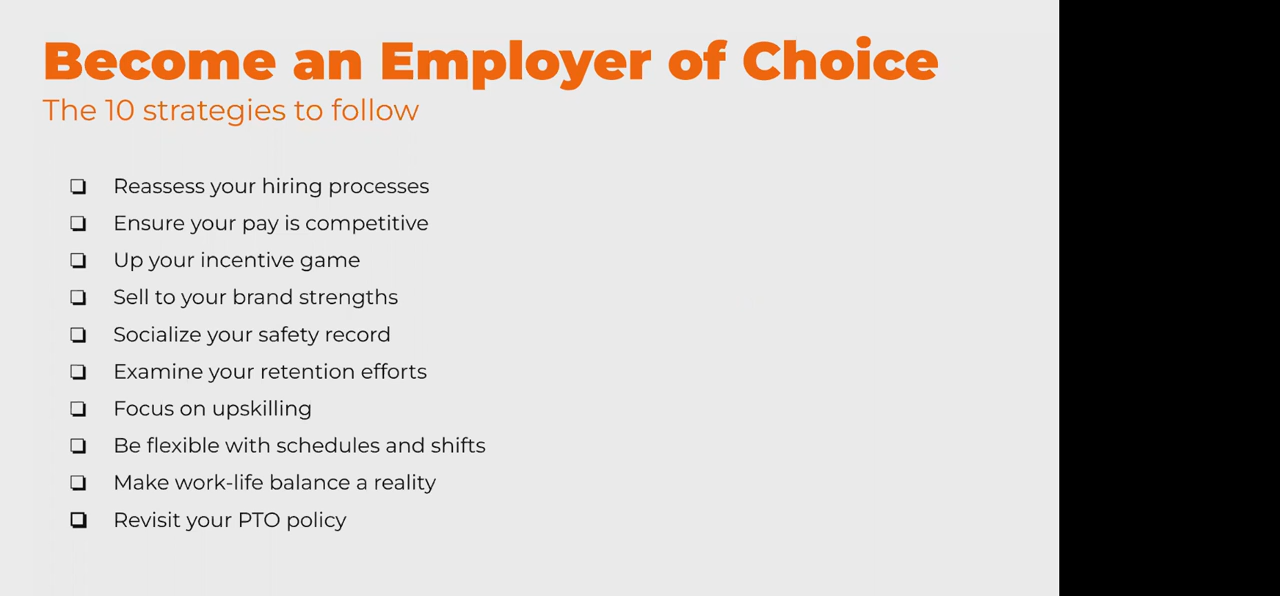 Become an Employer of Choice
The 10 strategies to follow
❏ Reassess your hiring processes
❏ Ensure your pay is competitive
❏ Up your incentive game
❏ Sell to your brand strengths
❏ Socialize your safety record
❏ Examine your retention efforts
❏ Focus on upskilling
❏ Be flexible with schedules and shifts
❏ Make work-life balance a reality
❏ Revisit your PTO policy